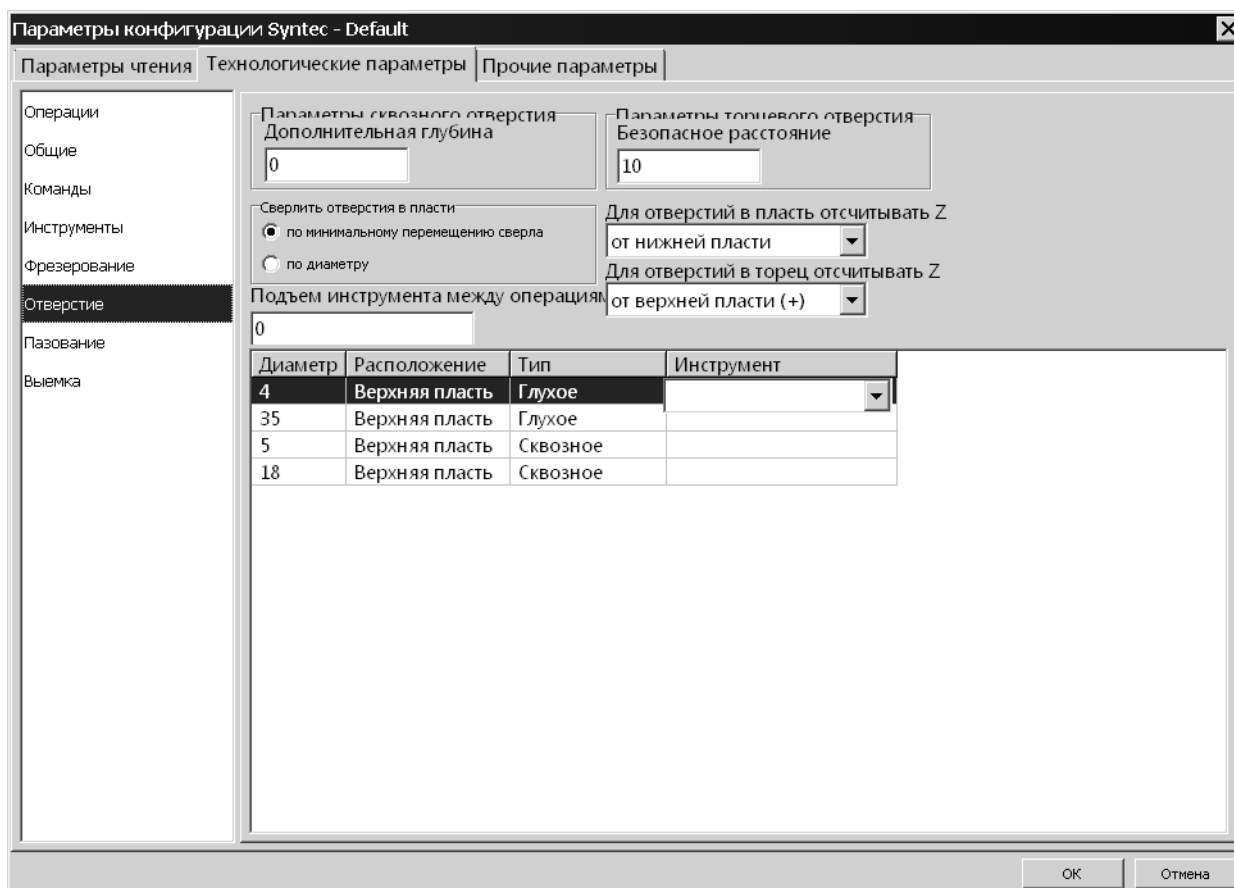 Параметры конфигурации Syntec - Default
Параметры чтения Технологические параметры Прочие параметры
Операции
Общие
Команды
Инструменты
Фрезерование
Отверстие
Пазование
Выемка
Параметры сквозного отверстия
Дополнительная глубина
0
Параметры торцевого отверстия
Безопасное расстояние
10
Сверлить отверстия в пласти
по минимальному перемещению сверла
по диаметру
Для отверстий в пласть отсчитывать Z
от нижней пласти
Для отверстий в торец отсчитывать Z
от верхней пласти (+)
Подъем инструмента между операциям
0
Диаметр Расположение Тип Инструмент
4 Верхняя пласть Глухое
35 Верхняя пласть Глухое
5 Верхняя пласть Сквозное
18 Верхняя пласть Сквозное
OK Отмена